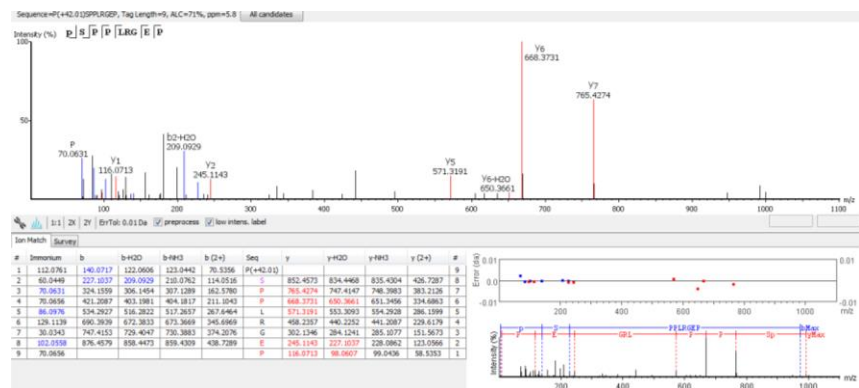 Sequence=P(+42.01)SPPLRGEP, Tag Length=9, ALC=71%, ppm=5.8 All candidates
Intensity (%) P S P P LRG E P
100
Y6
668.3731
Y7
765.4274
50
P
70.0631
Y1
116.0713
b2-H2O
209.0929
Y2
245.1143
Y5
571.3191
Y6-H2O
650.3661
100 200 300 400 500 600 700 800 900 1000 1100 m/z
1:1 2X 2Y ErrTol: 0.01 Da preprocess low intens. label
Ion Match Survey
# Immonium b b-H2O b-NH3 b (2+) Seq y y-H2O y-NH3 y (2+) #
1 112.0761 140.0717 122.0606 123.0442 70.5356 P(+42.01) 9
2 60.0449 227.1037 209.0929 210.0762 114.0516 S 852.4573 834.4468 835.4304 426.7287 8
3 70.0631 324.1559 306.1454 307.1289 162.5780 P 765.4274 747.4147 748.3983 383.2126 7
4 70.0656 421.2087 403.1981 404.1817 211.1043 P 668.3731 650.3661 651.3456 334.6863 6
5 86.0976 534.2927 516.2822 517.2657 267.6464 L 571.3191 553.3093 554.2928 286.1599 5
6 129.1139 690.3939 672.3833 673.3669 345.6969 R 458.2357 440.2252 441.2087 229.6179 4
7 30.0343 747.4153 729.4047 730.3883 374.2076 G 302.1346 284.1241 285.1077 151.5673 3
8 102.0558 876.4579 858.4473 859.4309 438.7289 E 245.1143 227.1037 228.0862 123.0566 2
9 70.0656 P 116.0713 98.0607 99.0436 58.5353 1
Error (da)
0.01 0.01
0.00 0.00
-0.01 -0.01
200 400 600 800 1000 m/z
P S PPLRGEP bMax
P E GRL P P Sp yMax
Intensity (%)
200 400 600 800 1000 m/z